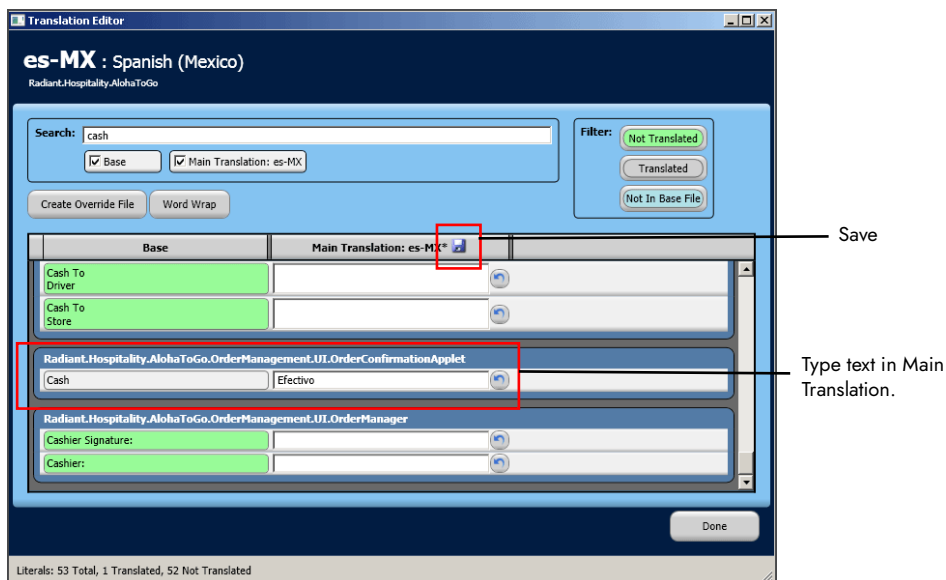 Translation Editor
es-MX : Spanish (Mexico)
Radiant.Hospitality.AlohaToGo
Search: cash
Base
Main Translation: es-MX
Filter:
Not Translated
Translated
Not In Base File
Create Override File
Word Wrap
Base
Main Translation: es-MX*
Save
Cash To
Driver
Cash To
Store
Radiant.Hospitality.AlohaToGo.OrderManagement.UI.OrderConfirmationApplet
Cash
Efectivo
Type text in Main
Translation.
Radiant.Hospitality.AlohaToGo.OrderManagement.UI.OrderManager
Cashier Signature:
Cashier:
Done
Literals: 53 Total, 1 Translated, 52 Not Translated